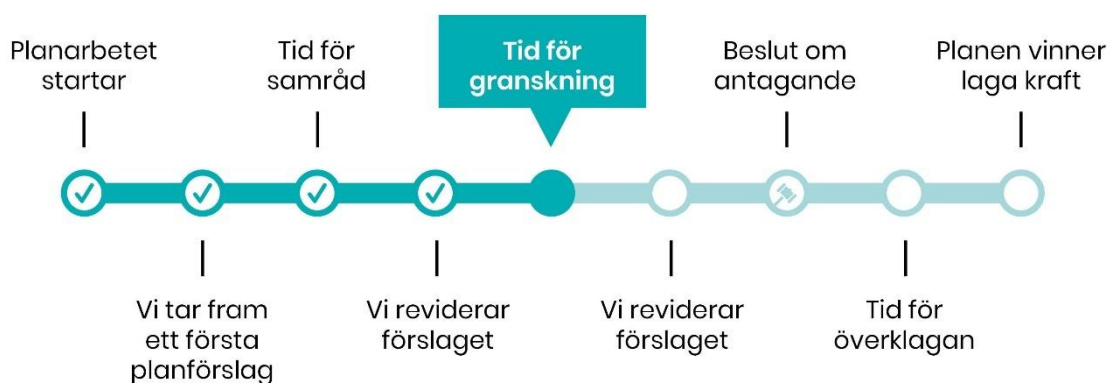 Planarbetet
startar
Tid för
samråd
Tid för
granskning
Beslut om
antagande
Planen vinner
laga kraft
Vi tar fram
ett första
planförslag
Vi reviderar
förslaget
Vi reviderar
förslaget
Tid för
överklagan